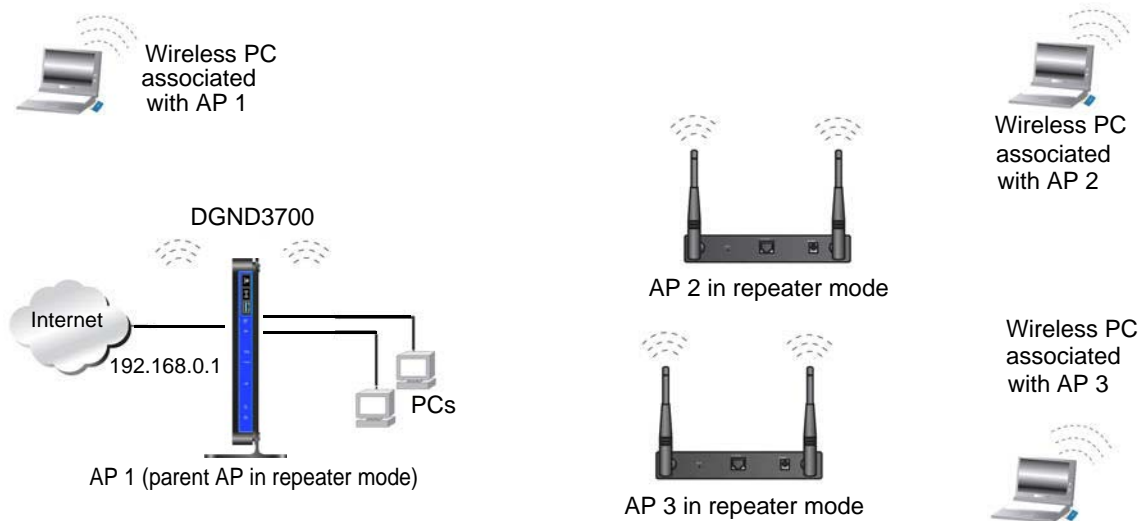 Wireless PC
associated
with AP 1
Wireless PC
associated
with AP 2
DGND3700
AP 2 in repeater mode
Internet
192.168.0.1
PCs
Wireless PC
associated
with AP 3
AP 1 (parent AP in repeater mode)
AP 3 in repeater mode